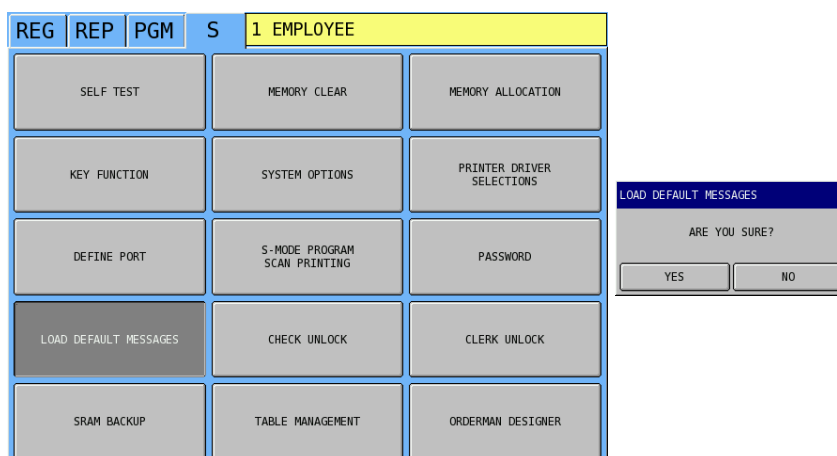 REG REP PGM S 1 EMPLOYEE
SELF TEST
MEMORY CLEAR
MEMORY ALLOCATION
KEY FUNCTION
SYSTEM OPTIONS
PRINTER DRIVER
SELECTIONS
DEFINE PORT
S-MODE PROGRAM
SCAN PRINTING
PASSWORD
LOAD DEFAULT MESSAGES
CHECK UNLOCK
CLERK UNLOCK
SRAM BACKUP
TABLE MANAGEMENT
ORDERMAN DESIGNER
LOAD DEFAULT MESSAGES
ARE YOU SURE?
YES NO